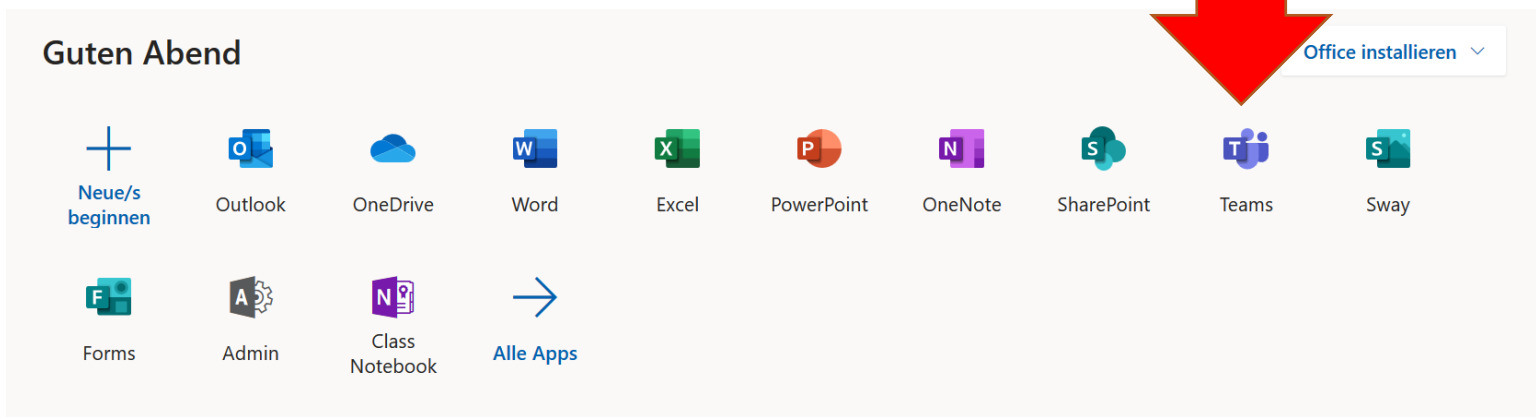 Guten Abend
Office installieren
Neue/s
beginnen
Outlook
OneDrive
Word
Excel
PowerPoint
OneNote
SharePoint
Teams
Sway
Forms
Admin
Class
Notebook
Alle Apps